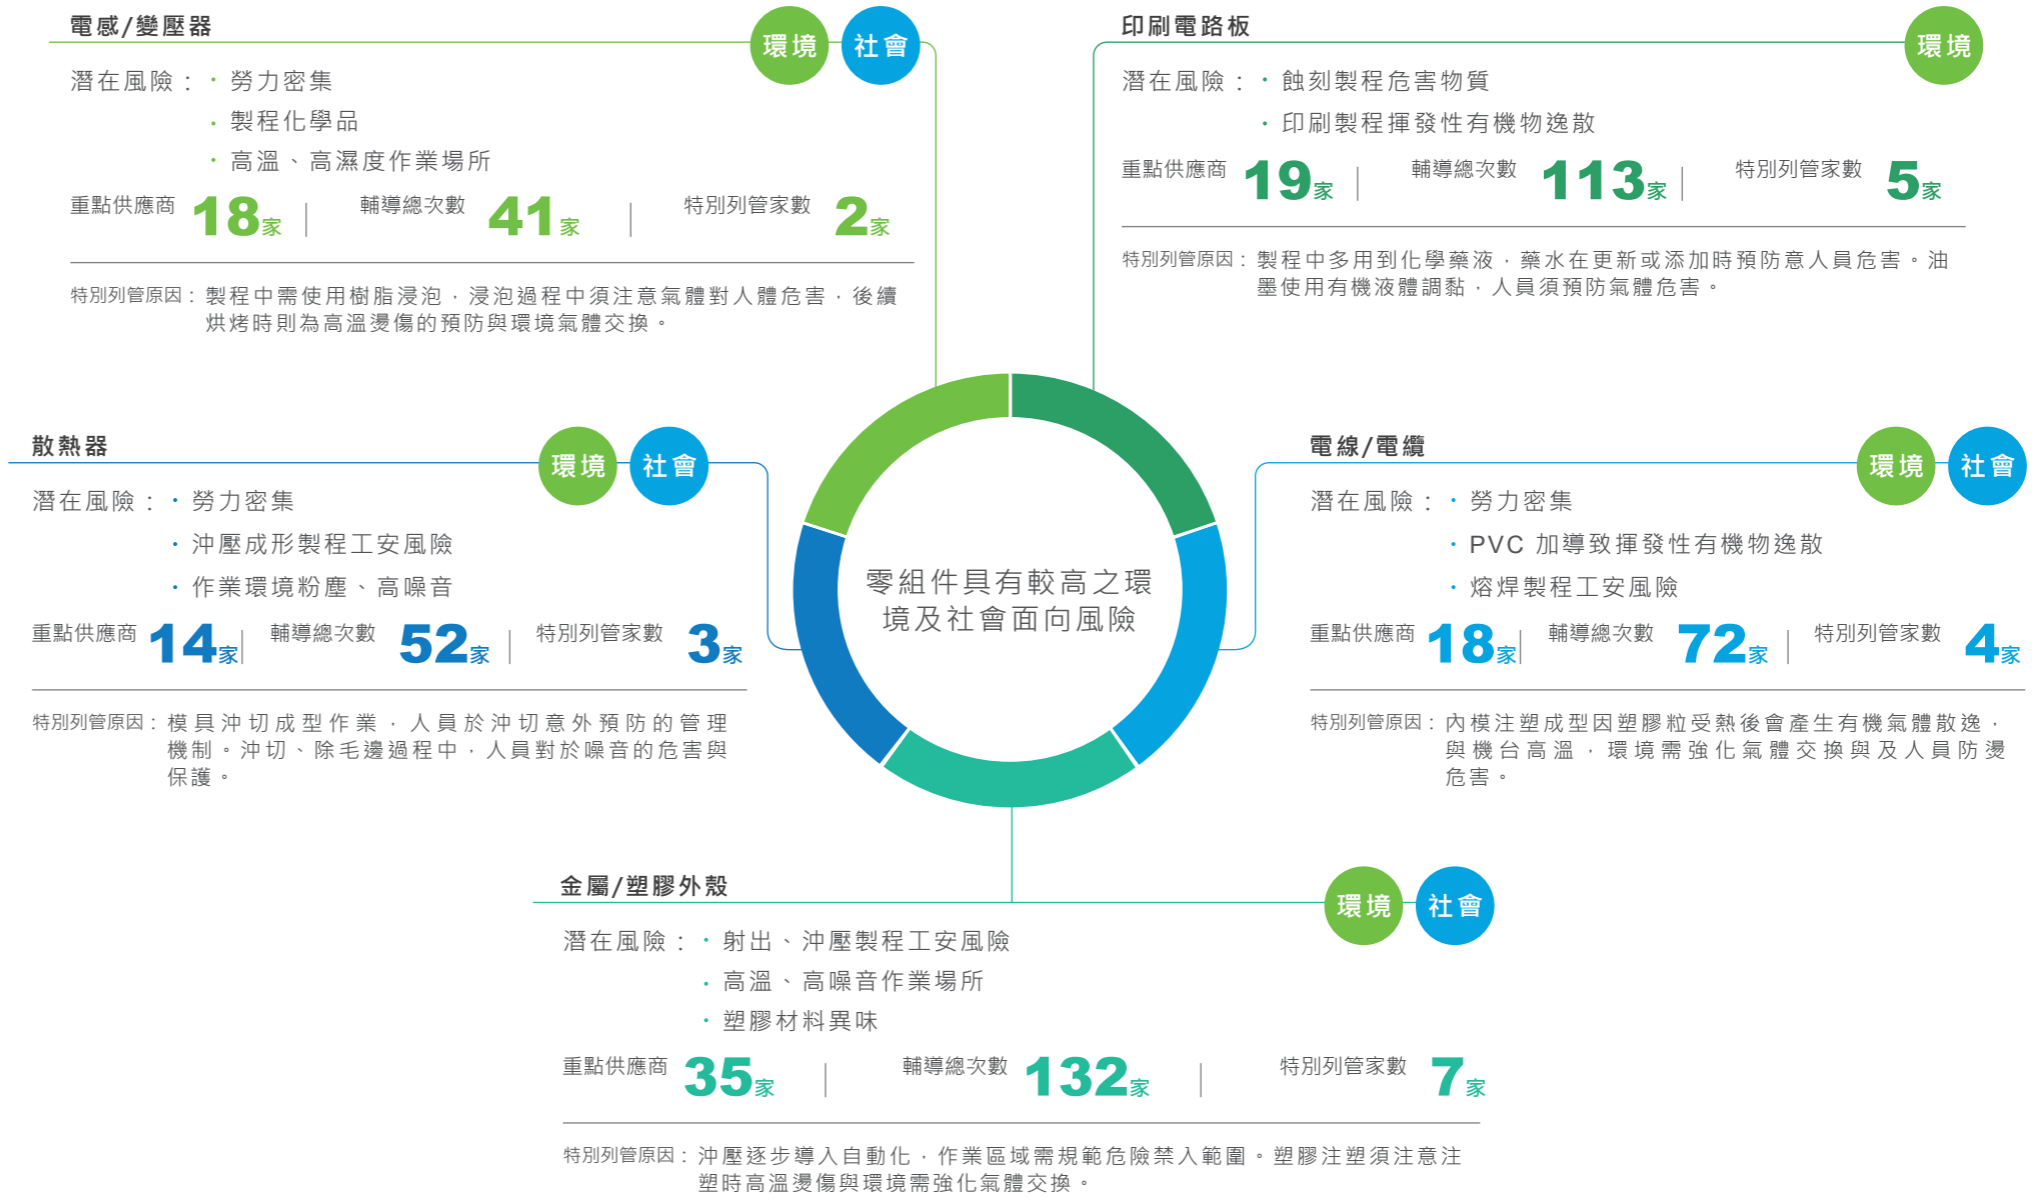 電感/變壓器
環境 社會
潛在風險：・勞力密集
・製程化學品
・高溫、高濕度作業場所
重點供應商 18家 | 輔導總次數 41家 | 特別列管家數 2家
特別列管原因：製程中需使用樹脂浸泡，浸泡過程中須注意氣體對人體危害，後續
烘烤時則為高溫燙傷的預防與環境氣體交換。
印刷電路板
環境
潛在風險：・蝕刻製程危害物質
・印刷製程揮發性有機物逸散
重點供應商 19家 | 輔導總次數 113家 | 特別列管家數 5家
特別列管原因：製程中多用到化學藥液，藥水在更新或添加時預防意人員危害。油
墨使用有機液體調黏，人員須預防氣體危害。
散熱器
環境 社會
潛在風險：・勞力密集
・沖壓成形製程工安風險
・作業環境粉塵、高噪音
重點供應商 14家 | 輔導總次數 52家 | 特別列管家數 3家
特別列管原因：模具沖切成型作業，人員於沖切意外預防的管理
機制。沖切、除毛邊過程中，人員對於噪音的危害與
保護。
零組件具有較高之環
境及社會面向風險
電線/電纜
環境 社會
潛在風險：・勞力密集
・PVC 加導致揮發性有機物逸散
・熔焊製程工安風險
重點供應商 18家 | 輔導總次數 72家 | 特別列管家數 4家
特別列管原因：內模注塑成型因塑膠粒受熱後會產生有機氣體散逸，
與機台高溫，環境需強化氣體交換與及人員防燙
危害。
金屬/塑膠外殼
環境 社會
潛在風險：・射出、沖壓製程工安風險
・高溫、高噪音作業場所
・塑膠材料異味
重點供應商 35家 | 輔導總次數 132家 | 特別列管家數 7家
特別列管原因：沖壓逐步導入自動化，作業區域需規範危險禁入範圍。塑膠注塑須注意注
塑時高溫燙傷與環境需強化氣體交換。